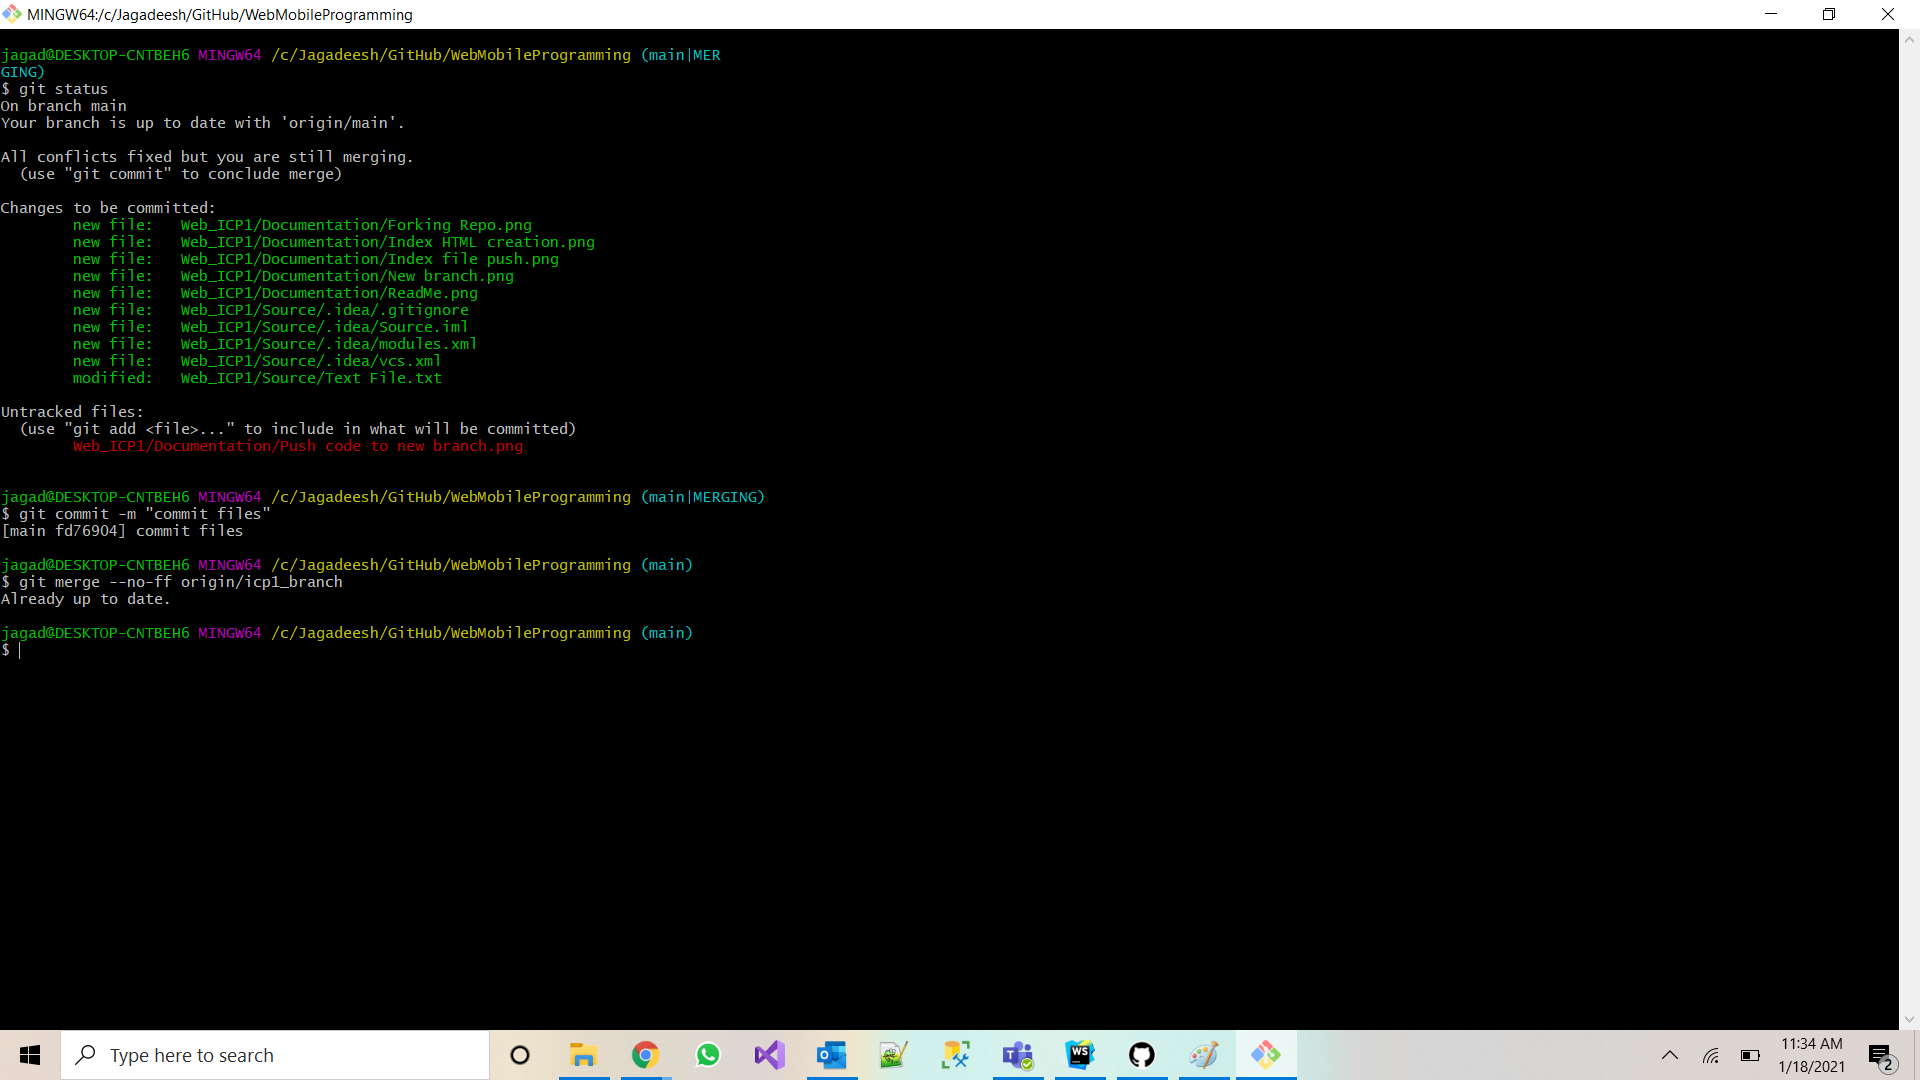 MINGW64:/c/Jagadeesh/GitHub/WebMobileProgramming
jagad@DESKTOP-CNTBEH6 MINGW64 /c/Jagadeesh/GitHub/WebMobileProgramming (main|MER
GING)
$ git status
On branch main
Your branch is up to date with 'origin/main'.
All conflicts fixed but you are still merging.
  (use "git commit" to conclude merge)
Changes to be committed:
        new file:   Web_ICP1/Documentation/Forking Repo.png
        new file:   Web_ICP1/Documentation/Index HTML creation.png
        new file:   Web_ICP1/Documentation/Index file push.png
        new file:   Web_ICP1/Documentation/New branch.png
        new file:   Web_ICP1/Documentation/ReadMe.png
        new file:   Web_ICP1/Source/.idea/.gitignore
        new file:   Web_ICP1/Source/.idea/Source.iml
        new file:   Web_ICP1/Source/.idea/modules.xml
        new file:   Web_ICP1/Source/.idea/vcs.xml
        modified:   Web_ICP1/Source/Text File.txt
Untracked files:
  (use "git add <file>..." to include in what will be committed)
        Web_ICP1/Documentation/Push code to new branch.png
jagad@DESKTOP-CNTBEH6 MINGW64 /c/Jagadeesh/GitHub/WebMobileProgramming (main|MERGING)
$ git commit -m "commit files"
[main fd76904] commit files
jagad@DESKTOP-CNTBEH6 MINGW64 /c/Jagadeesh/GitHub/WebMobileProgramming (main)
$ git merge --no-ff origin/icp1_branch
Already up to date.
jagad@DESKTOP-CNTBEH6 MINGW64 /c/Jagadeesh/GitHub/WebMobileProgramming (main)
$
Type here to search
WS
11:34 AM
1/18/2021
2